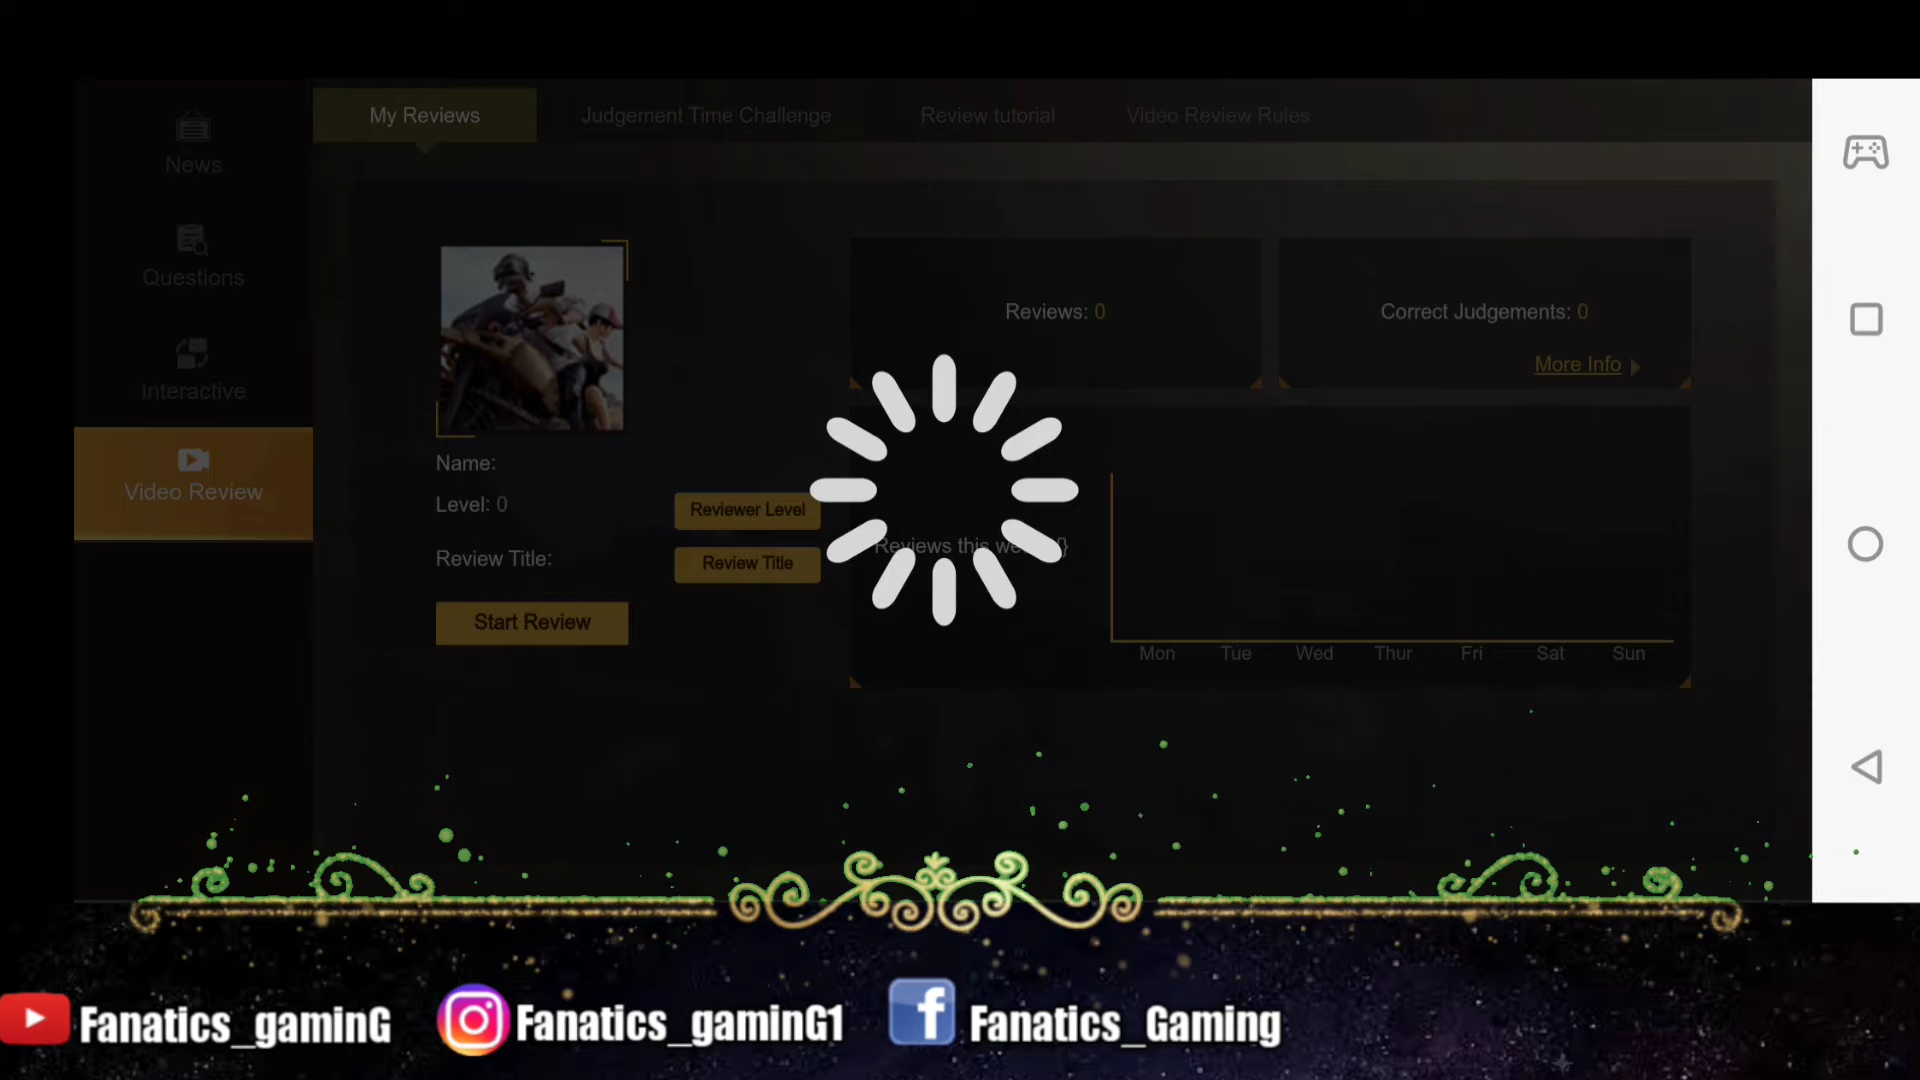 My Reviews
Judgement Time Challenge
Review tutorial
Video Review Rules
News
Questions
Interactive
Video Review
Name:
Level: 0
Review Title:
Reviewer Level
Review Title
Start Review
Reviews: 0
Correct Judgements: 0
More Info
Reviews this
Mon Tue Wed Thur Fri Sat Sun
Fanatics_gaminG
Fanatics_gaminG1
Fanatics_Gaming